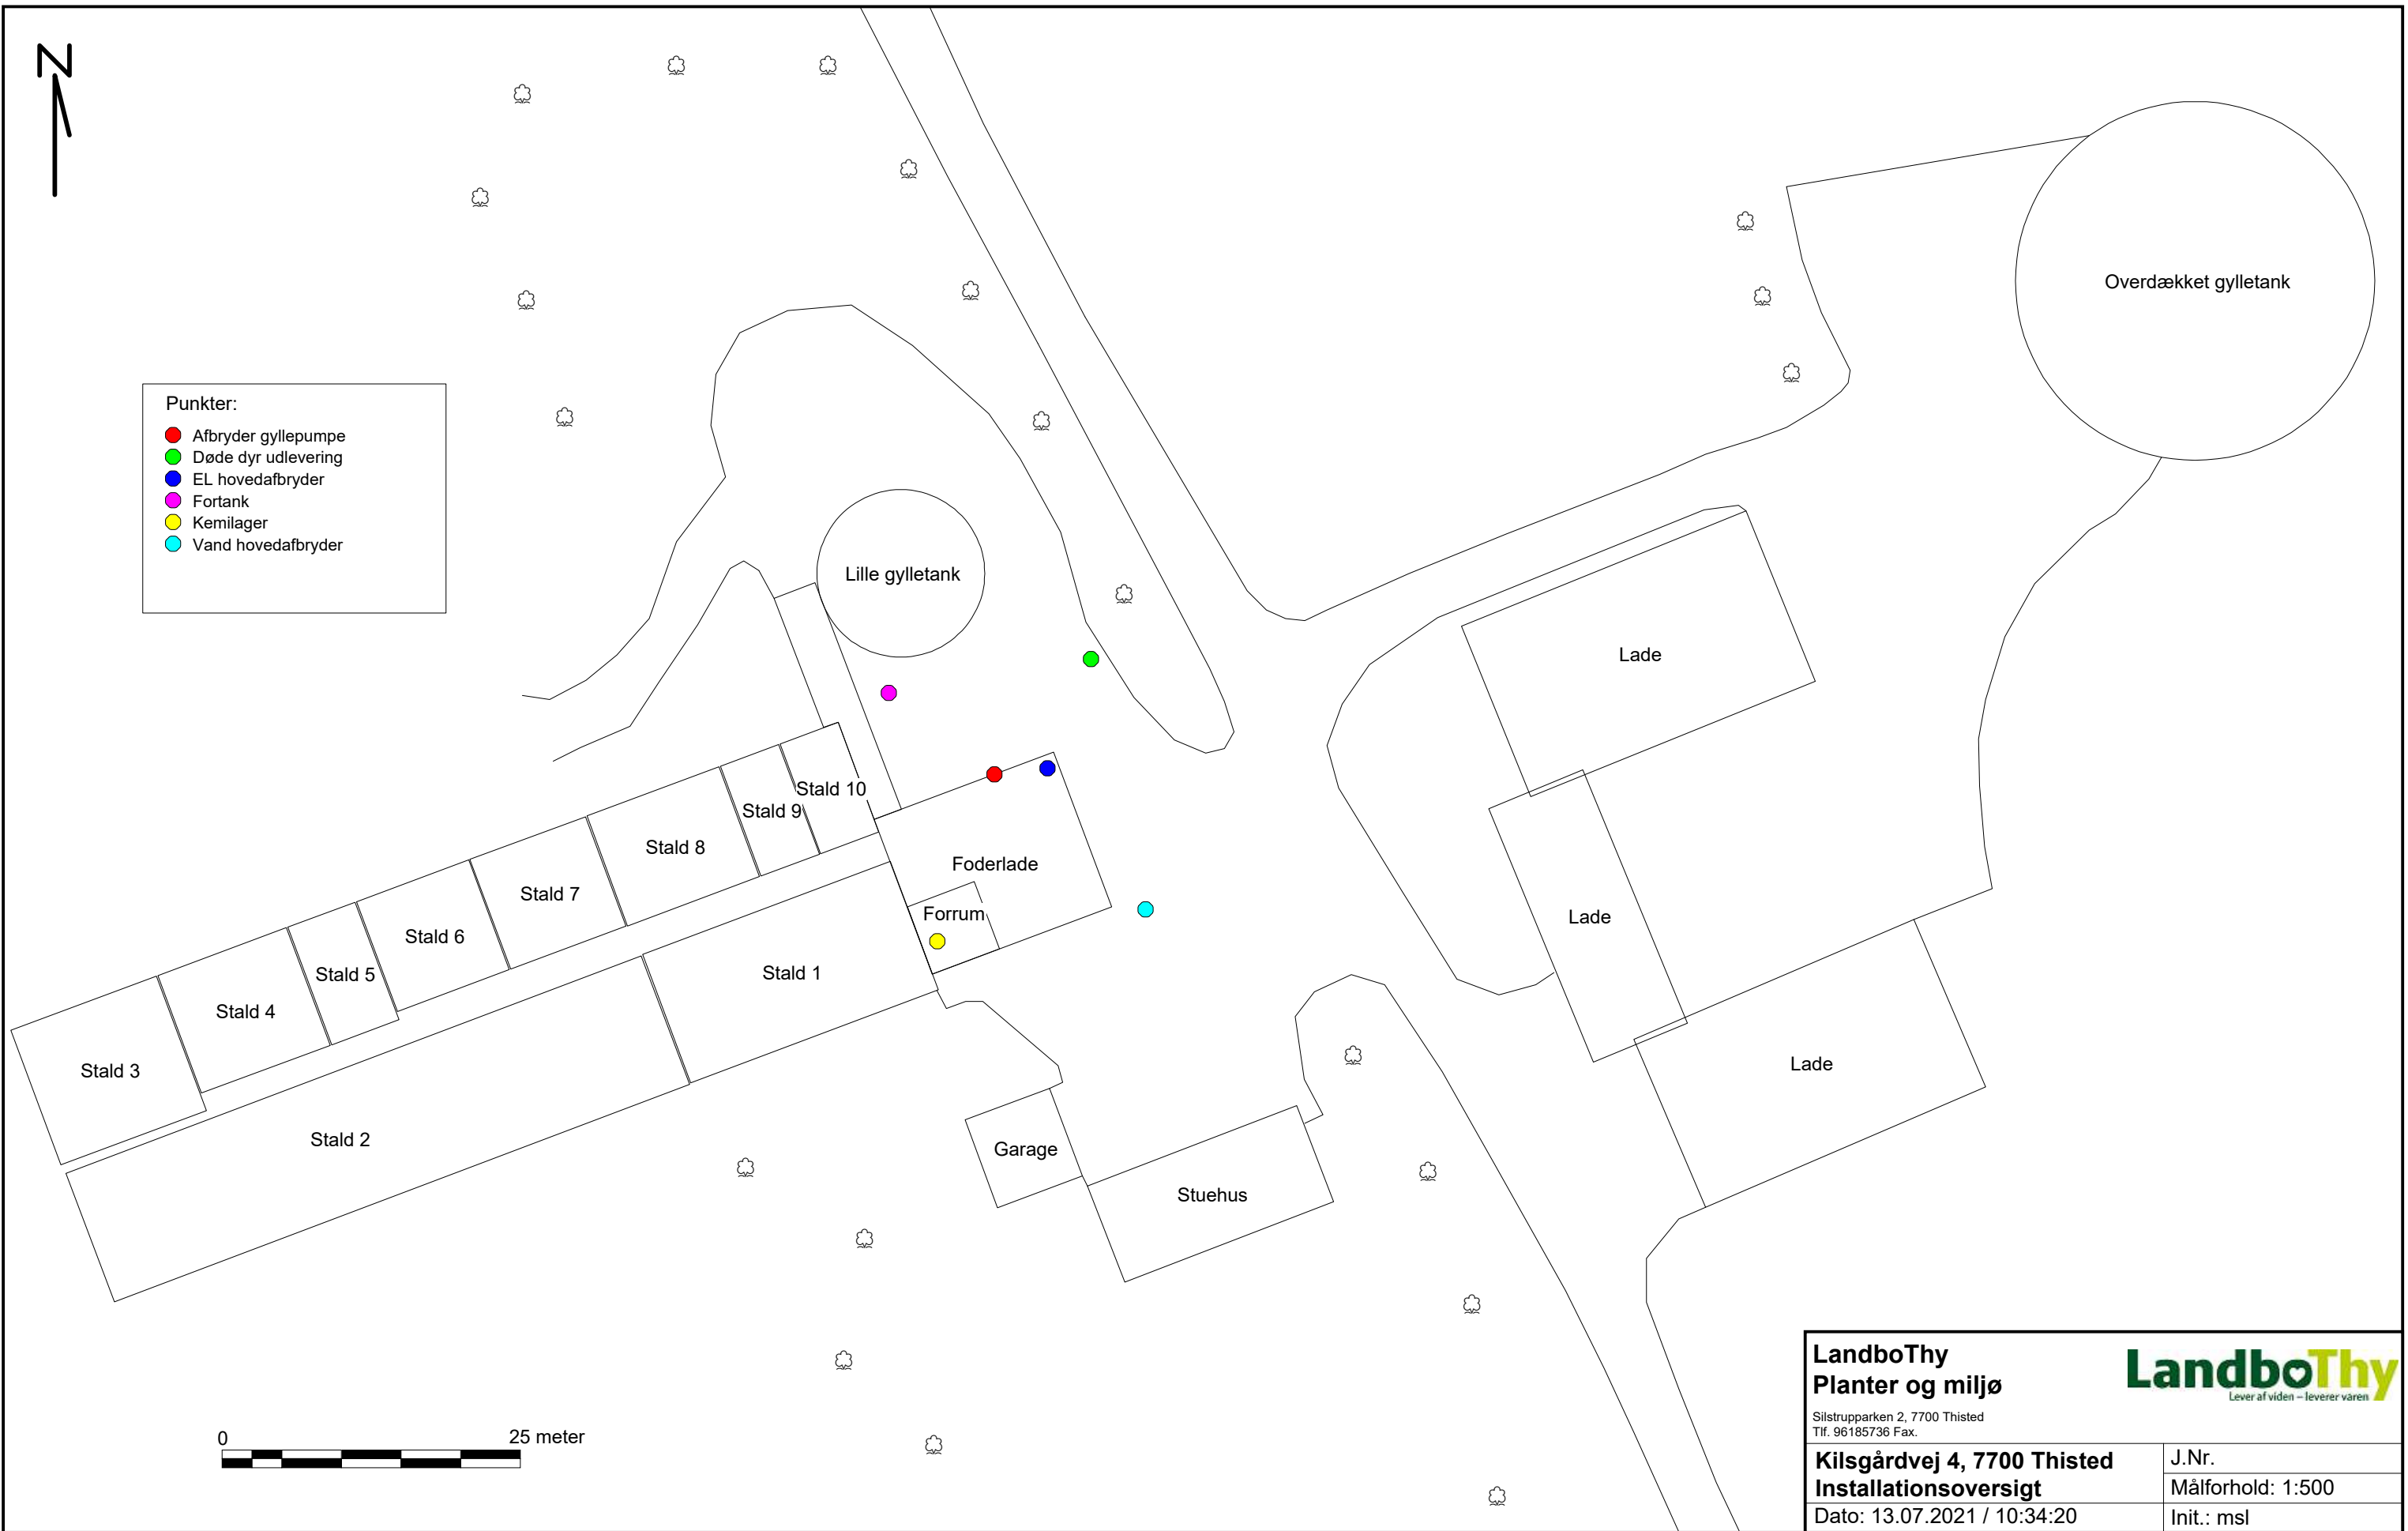 N
Overdækket gylletank
Punkter:
Afbryder gyllepumpe
Døde dyr udlevering
EL hovedafbryder
Fortank
Kemilager
Vand hovedafbryder
Lille gylletank
Lade
Stald 10
Stald 9
Stald 8
Foderlade
Stald 7
Forrum
Lade
Stald 6
Stald 5
Stald 1
Stald 4
Lade
Stald 3
Stald 2
Garage
Stuehus
0 25 meter
LandboThy
Planter og miljø
LandboThy
Lever af viden – leverer varen
Silstrupparken 2, 7700 Thisted
Tlf. 96185736 Fax.
Kilsgårdvej 4, 7700 Thisted
Installationsoversigt
J.Nr.
Målforhold: 1:500
Dato: 13.07.2021 / 10:34:20
Init.: msl